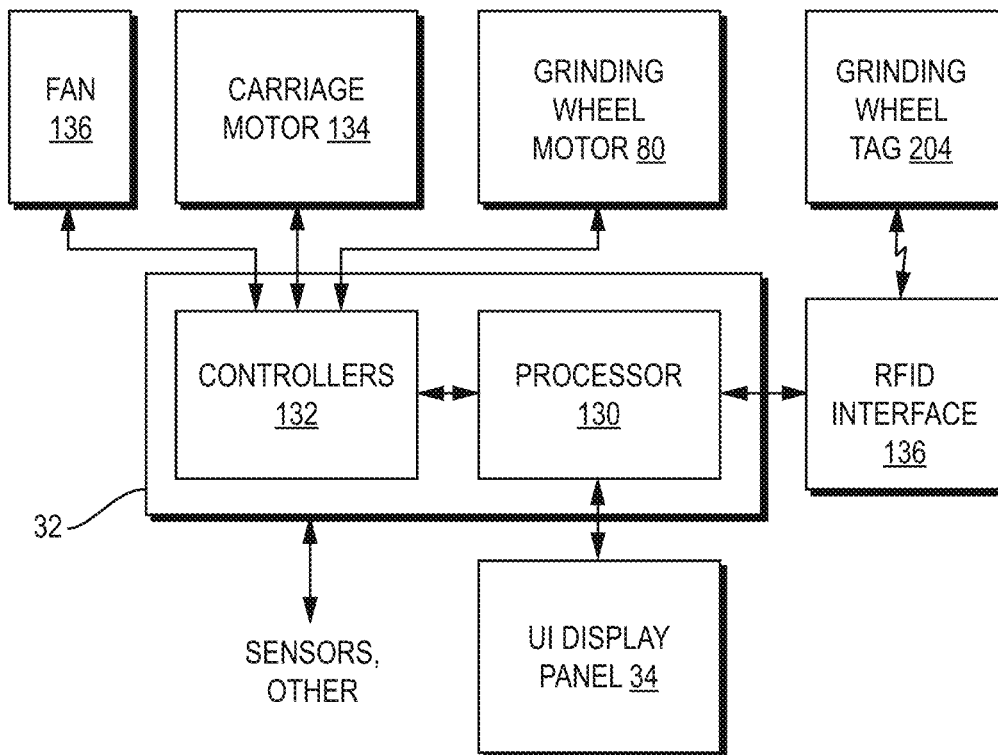 FAN
136
CARRIAGE
MOTOR 134
GRINDING
WHEEL
MOTOR 80
GRINDING
WHEEL
TAG 204
CONTROLLERS
132
PROCESSOR
130
RFID
INTERFACE
136
32
SENSORS,
OTHER
UI DISPLAY
PANEL 34